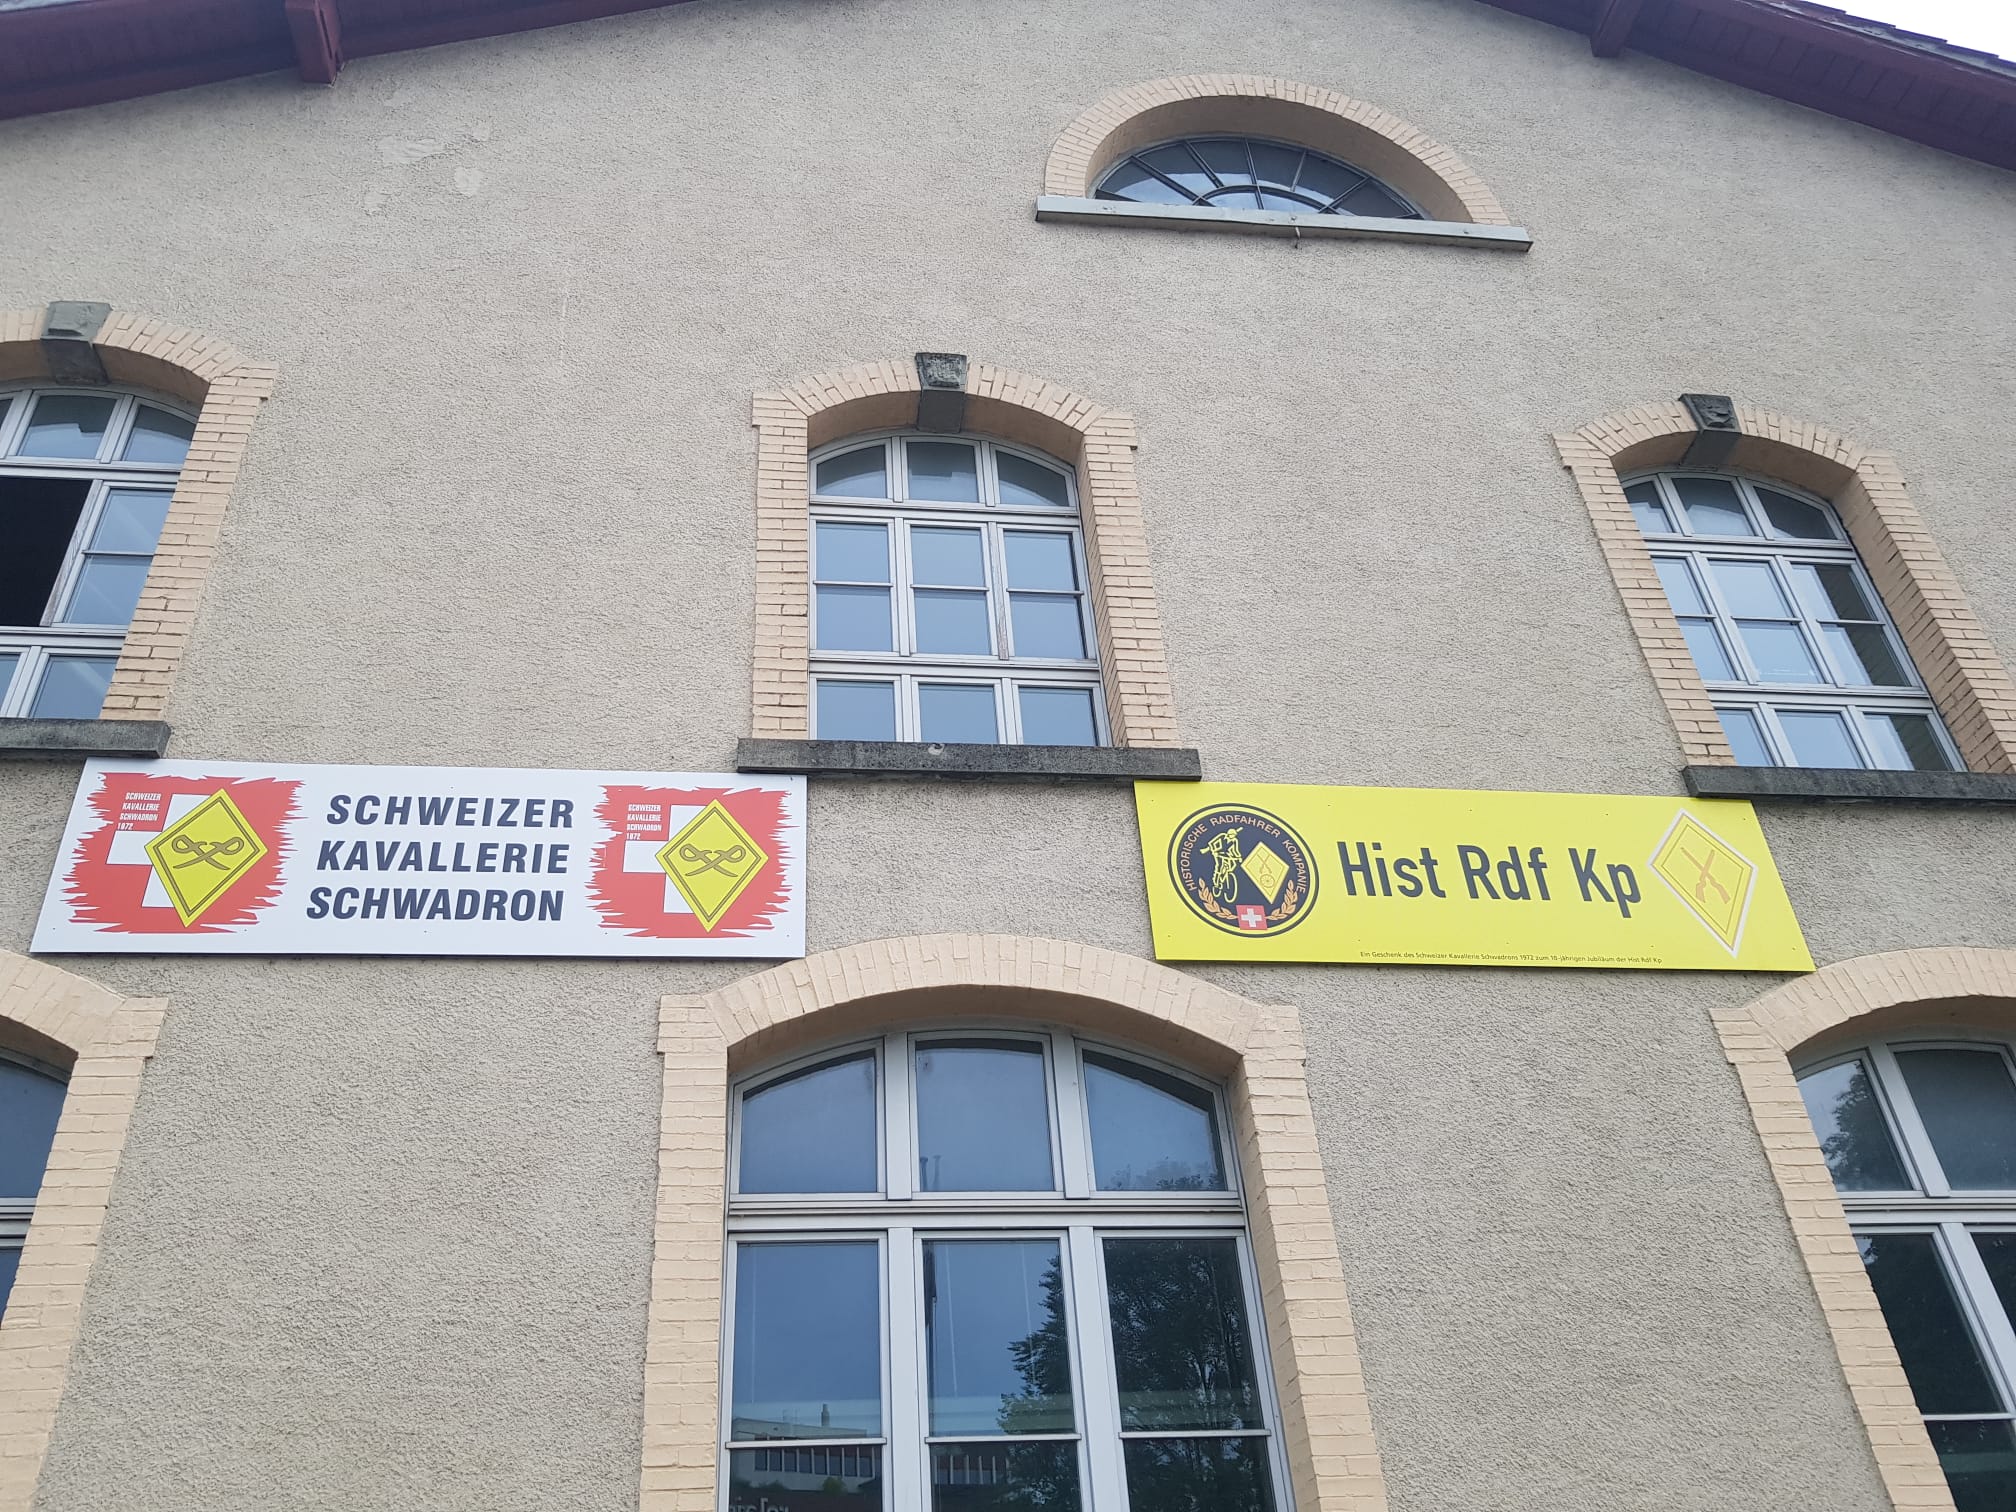 SCHWEIZER
KAVALLERIE
SCHWADRON
1972
SCHWEIZER
KAVALLERIE
SCHWADRON
SCHWEIZER
KAVALLERIE
SCHWADRON
1972
HISTORISCHE RADFAHRER KOMPANIE
Hist Rdf Kp
Ein Geschenk des Schweizer Kavallerie Schwadrons 1972 zum 10-jährigen Jubiläum der Hist Rdf Kp